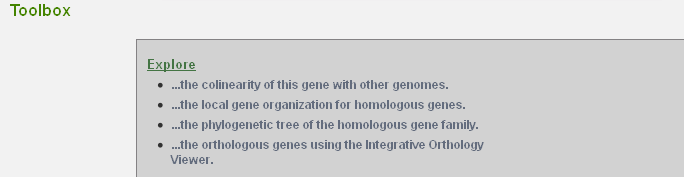 Toolbox
Explore
...the colinearity of this gene with other genomes.
...the local gene organization for homologous genes.
...the phylogenetic tree of the homologous gene family.
...the orthologous genes using the Integrative Orthology
Viewer.